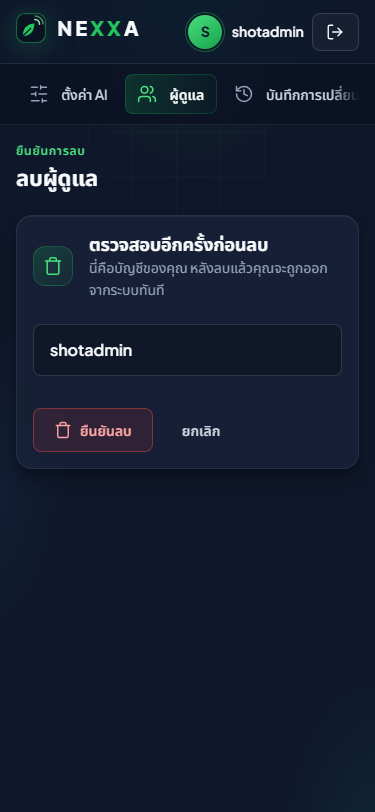 NEXXA
S
shotadmin
ตั้งค่า AI
ผู้ดูแล
บันทึกการเปลี่ยน
ยืนยันการลบ
ลบผู้ดูแล
ตรวจสอบอีกครั้งก่อนลบ
นี่คือบัญชีของคุณ หลังลบแล้วคุณจะถูกออก
จากระบบทันที
shotadmin
ยืนยันลบ
ยกเลิก